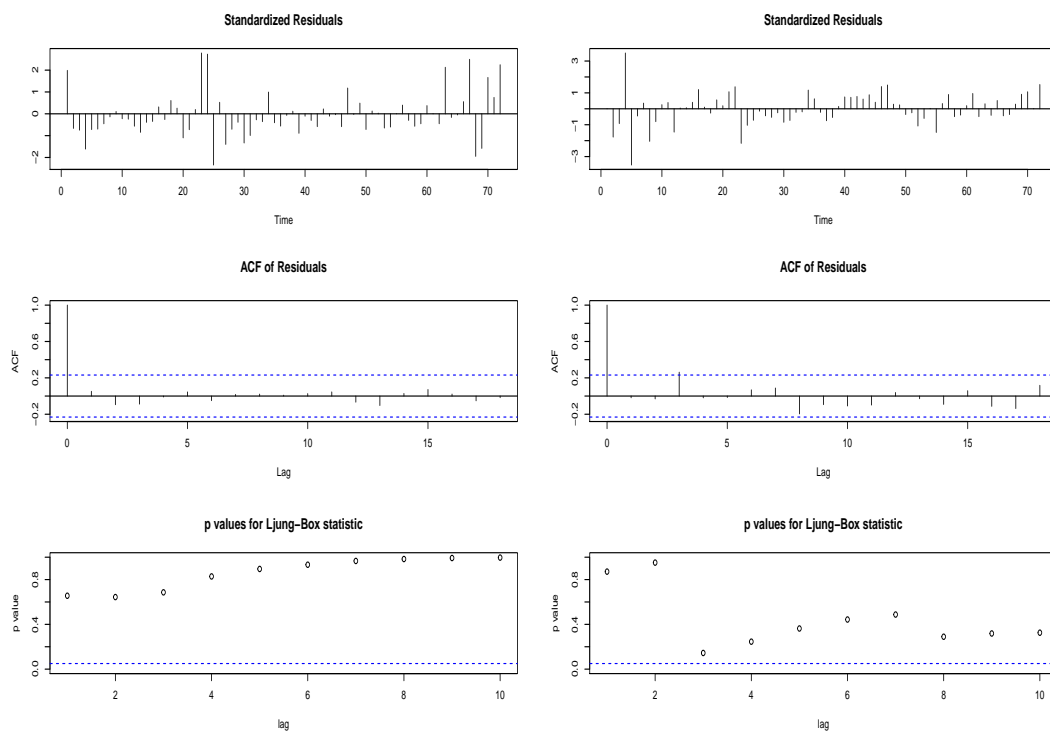 Standardized Residuals
2
1
0
−2
0 10 20 30 40 50 60 70
Time
ACF of Residuals
1.0
0.6
0.2
−0.2
ACF
0 5 10 15
Lag
p values for Ljung−Box statistic
0.8
0.4
0.0
p value
2 4 6 8 10
lag
Standardized Residuals
3
1
−1
−3
0 10 20 30 40 50 60 70
Time
ACF of Residuals
1.0
0.6
0.2
−0.2
ACF
0 5 10 15
Lag
p values for Ljung−Box statistic
0.8
0.4
0.0
p value
2 4 6 8 10
lag